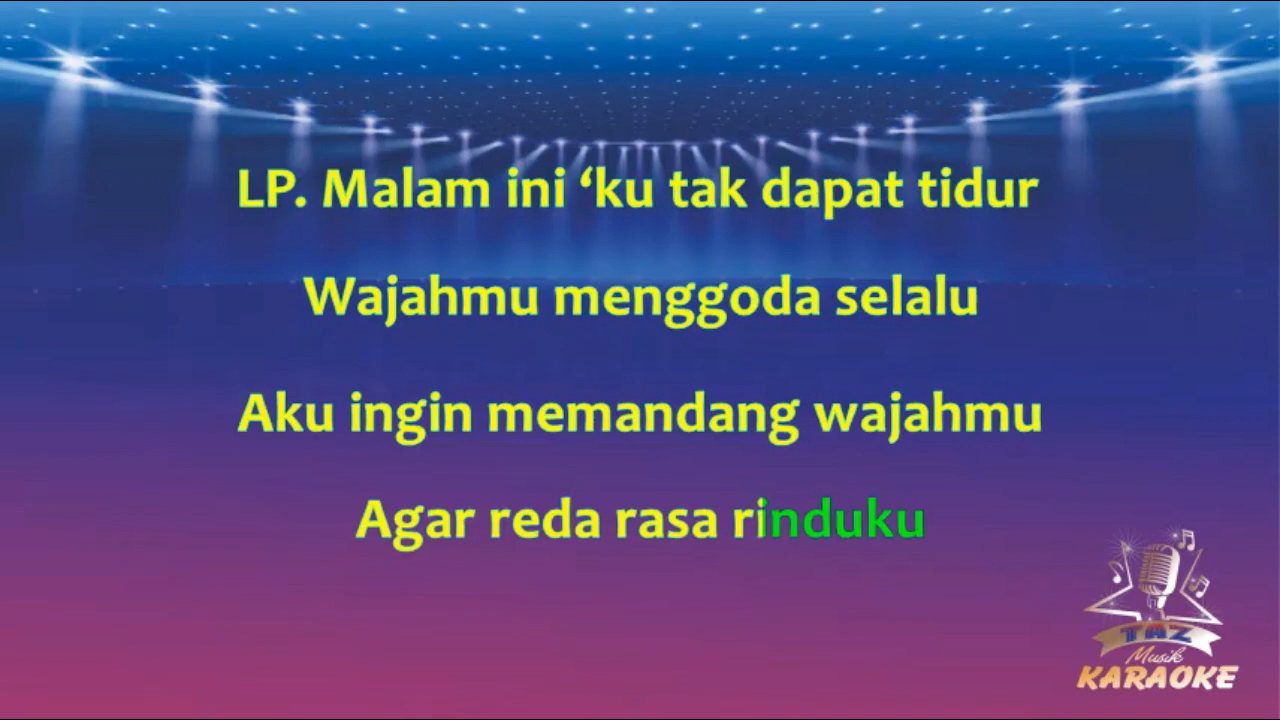 LP. Malam ini ‘ku tak dapat tidur
Wajahmu menggoda selalu
Aku ingin memandang wajahmu
Agar reda rasa rinduku
TAZ
Musik
KARAOKE